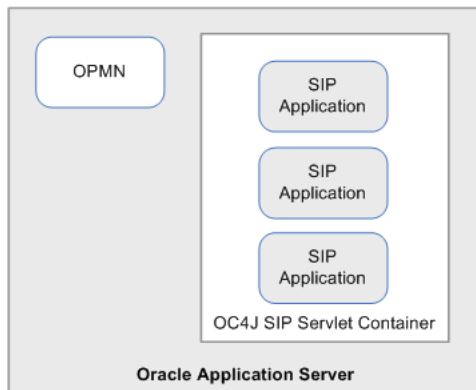 OPMN
SIP
Application
SIP
Application
SIP
Application
OC4J SIP Servlet Container
Oracle Application Server